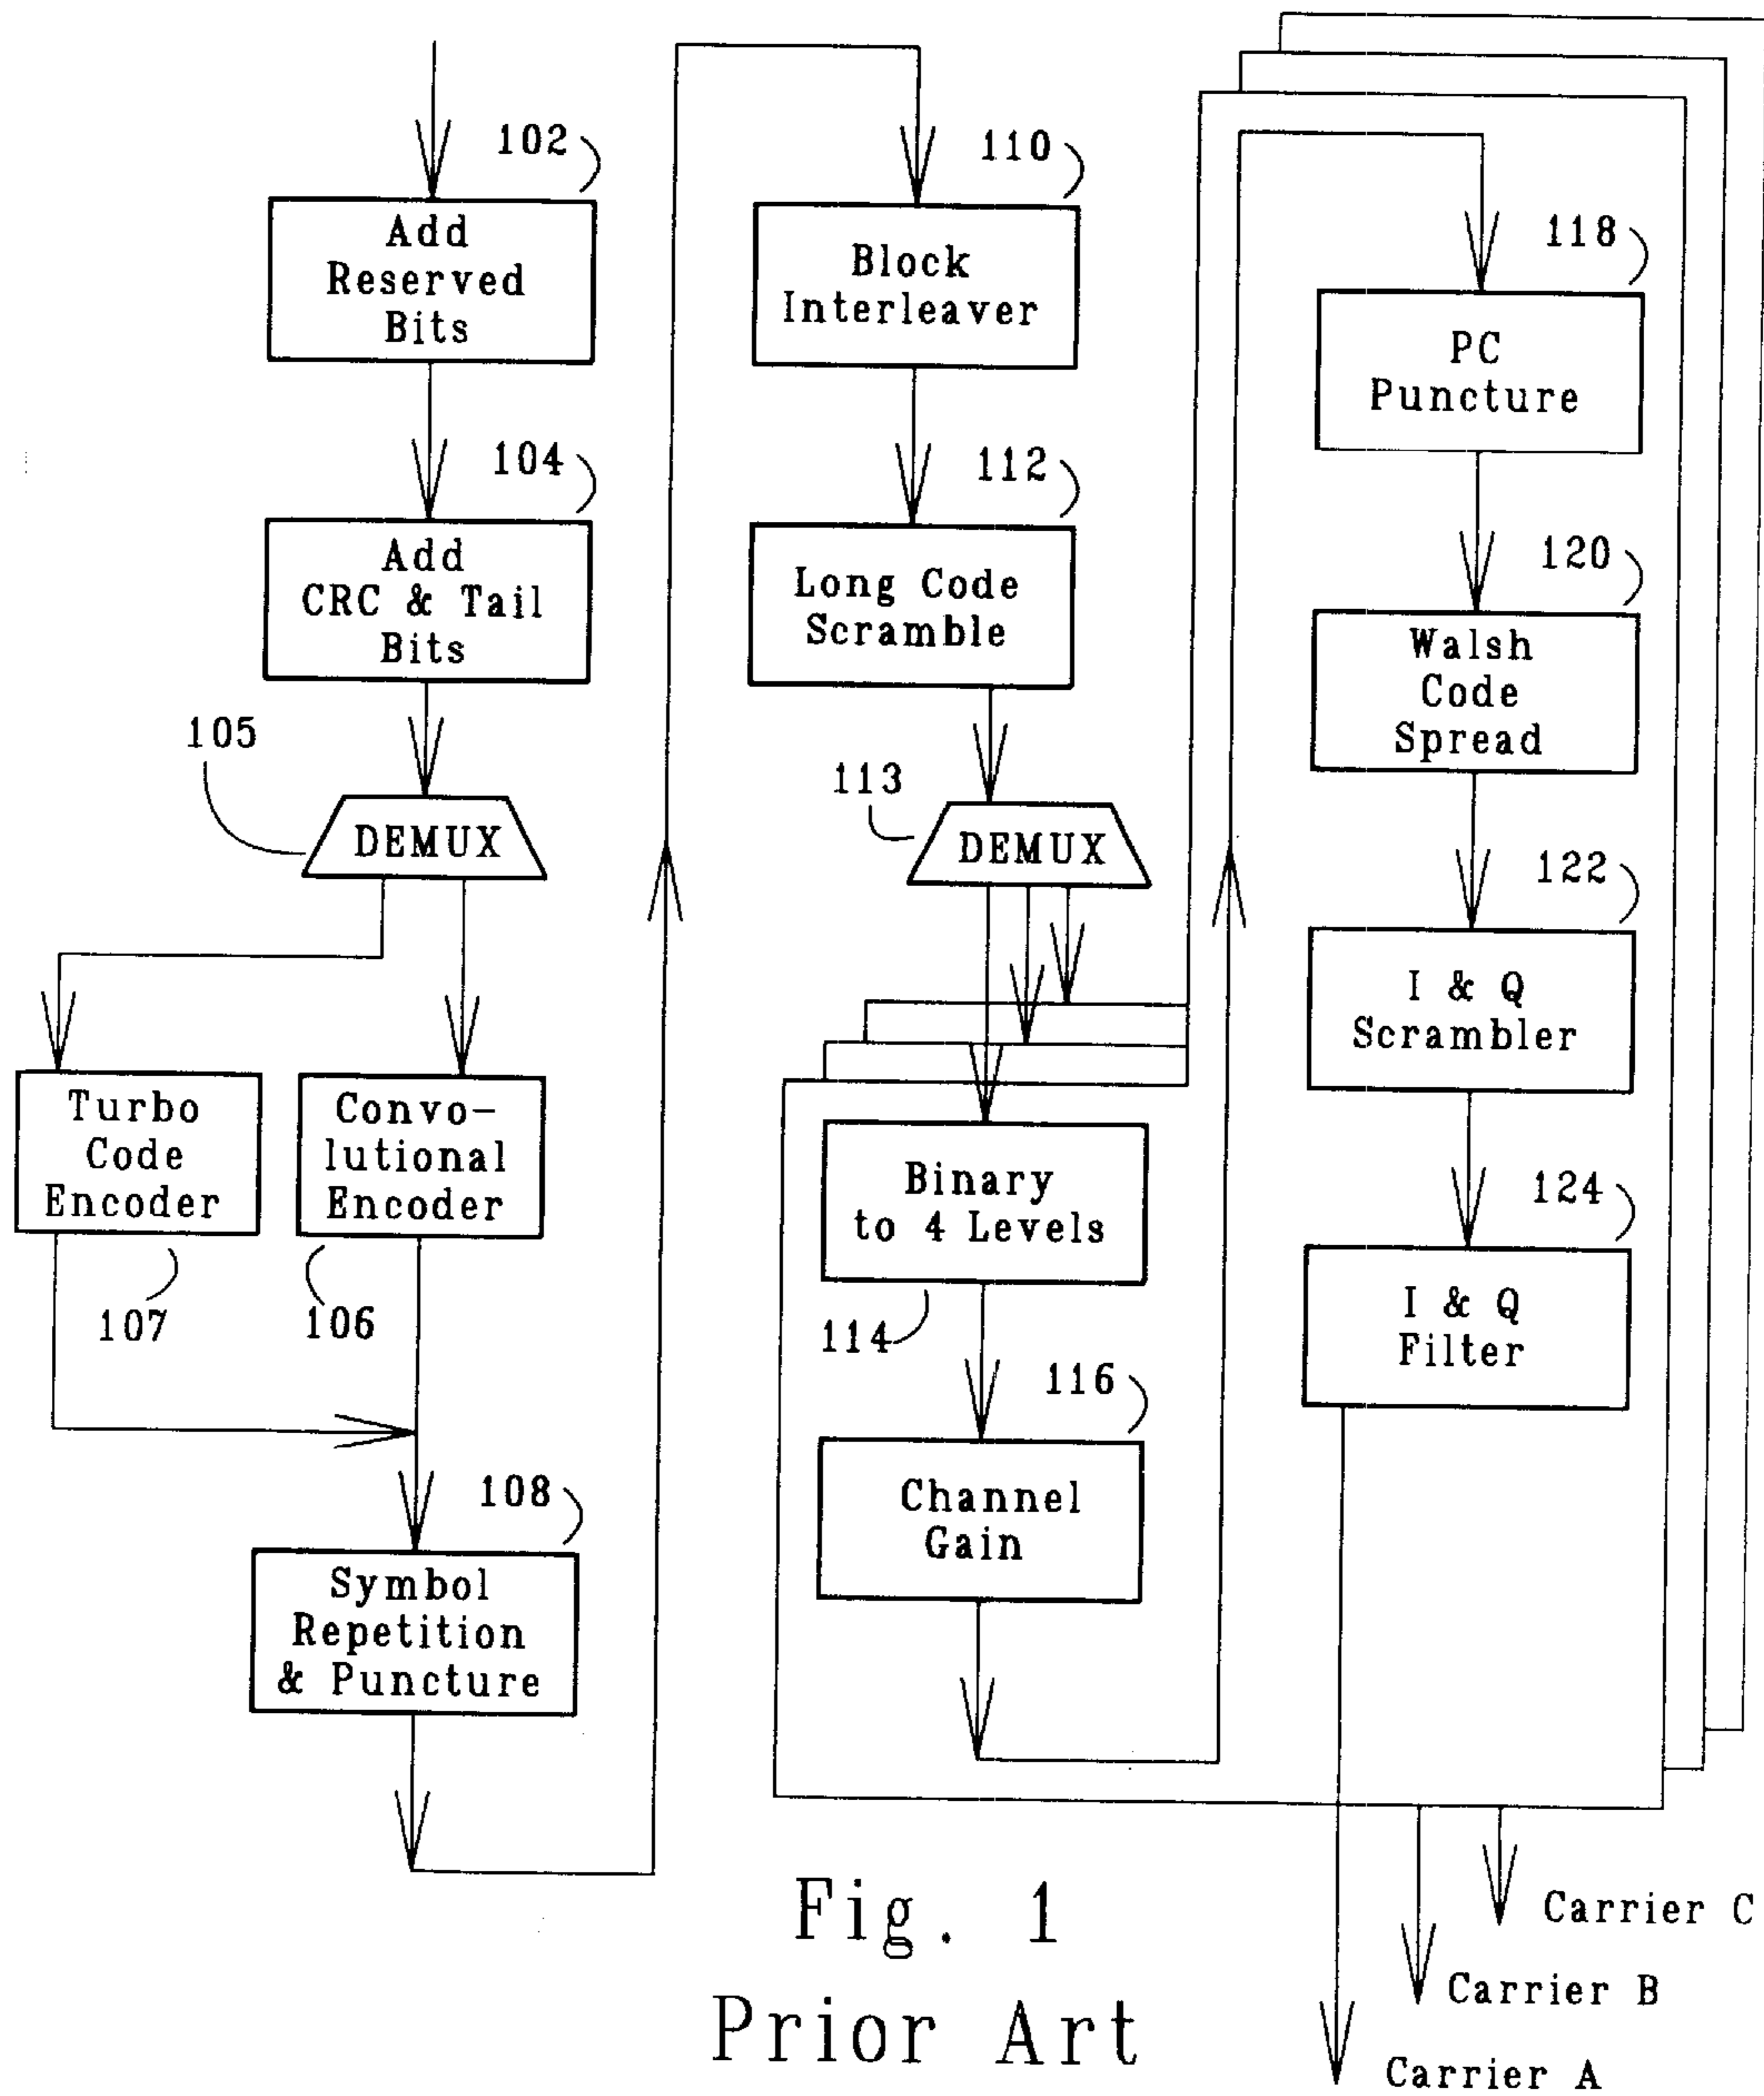 102
Add
Reserved
Bits
104
Add
CRC & Tail
Bits
105
DEMUX
Turbo
Code
Encoder
107
Convo-
lutional
Encoder
106
108
Symbol
Repetition
& Puncture
110
Block
Interleaver
112
Long Code
Scramble
113
DEMUX
Binary
to 4 Levels
114
116
Channel
Gain
118
PC
Puncture
120
Walsh
Code
Spread
122
I & Q
Scrambler
124
I & Q
Filter
Carrier C
Carrier B
Carrier A
Fig. 1
Prior Art